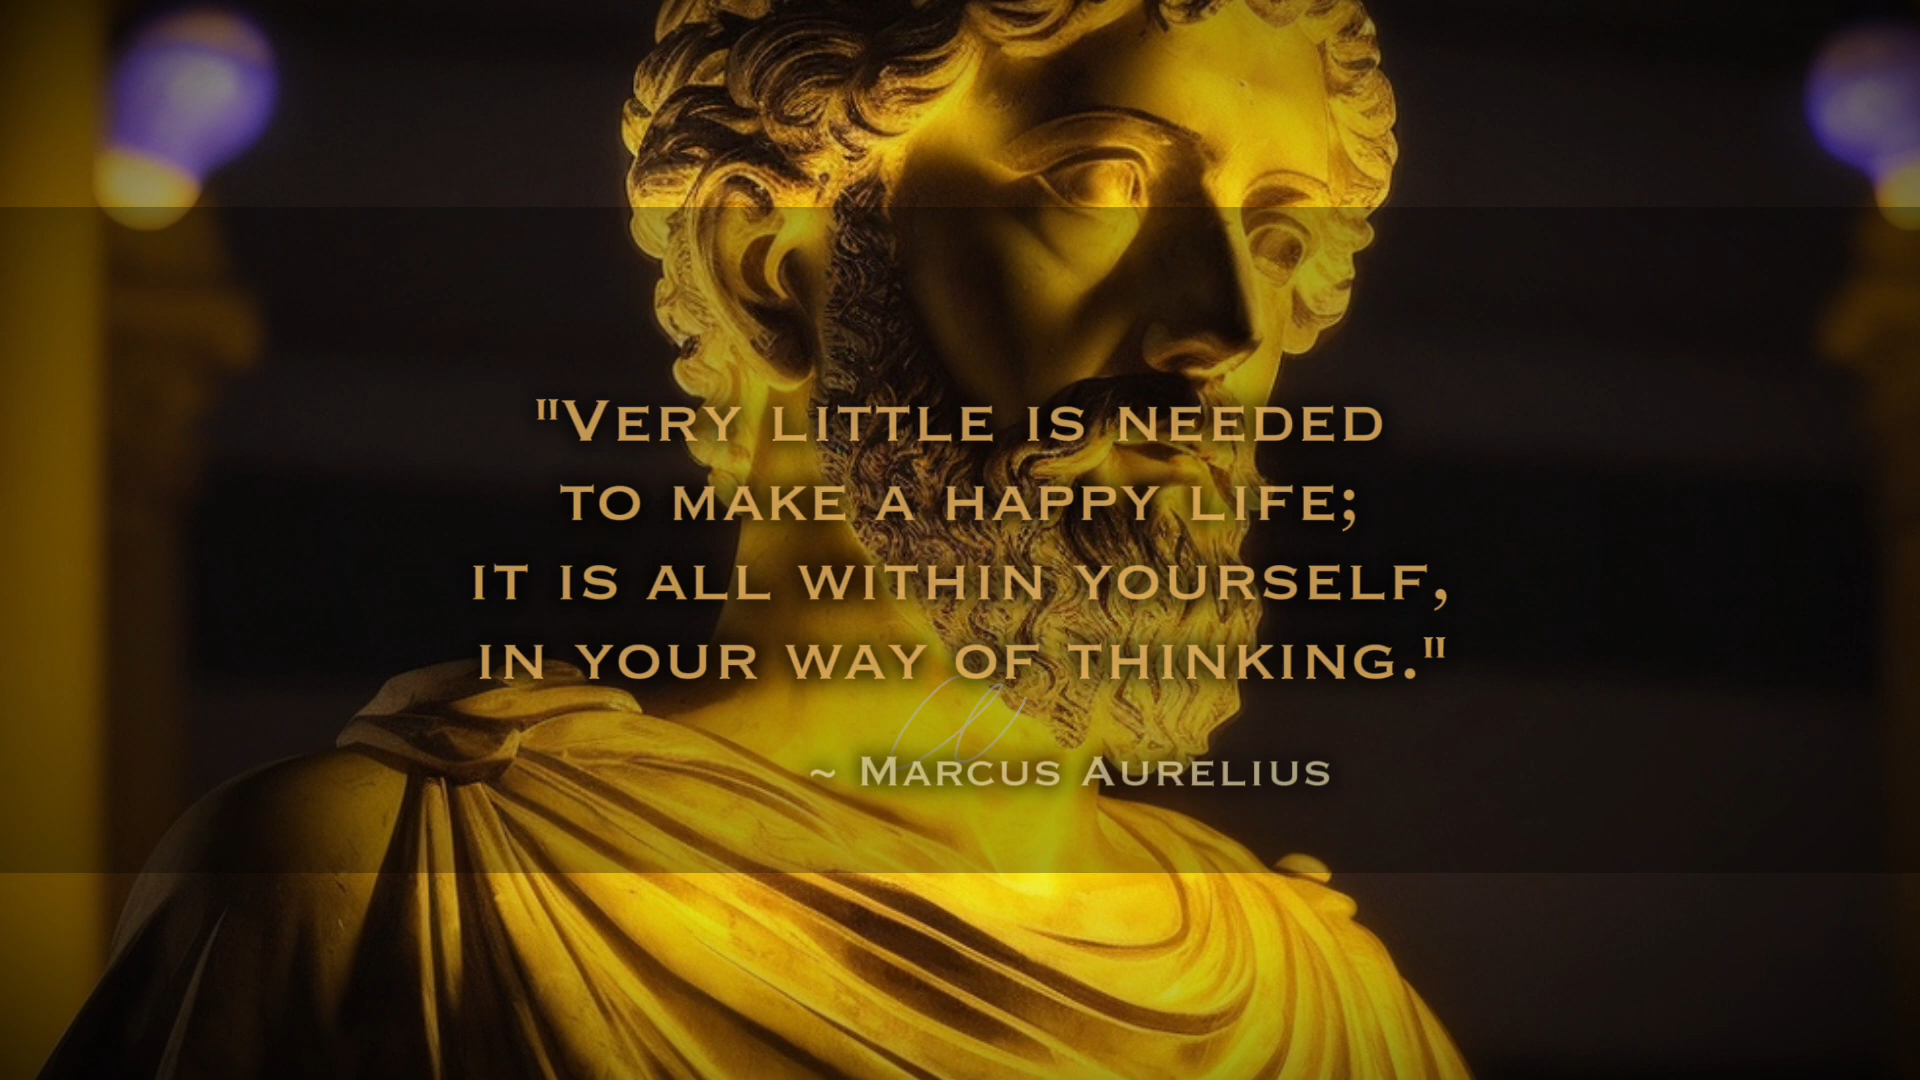 "Very little is needed
to make a happy life;
it is all within yourself,
in your way of thinking."
~ Marcus Aurelius